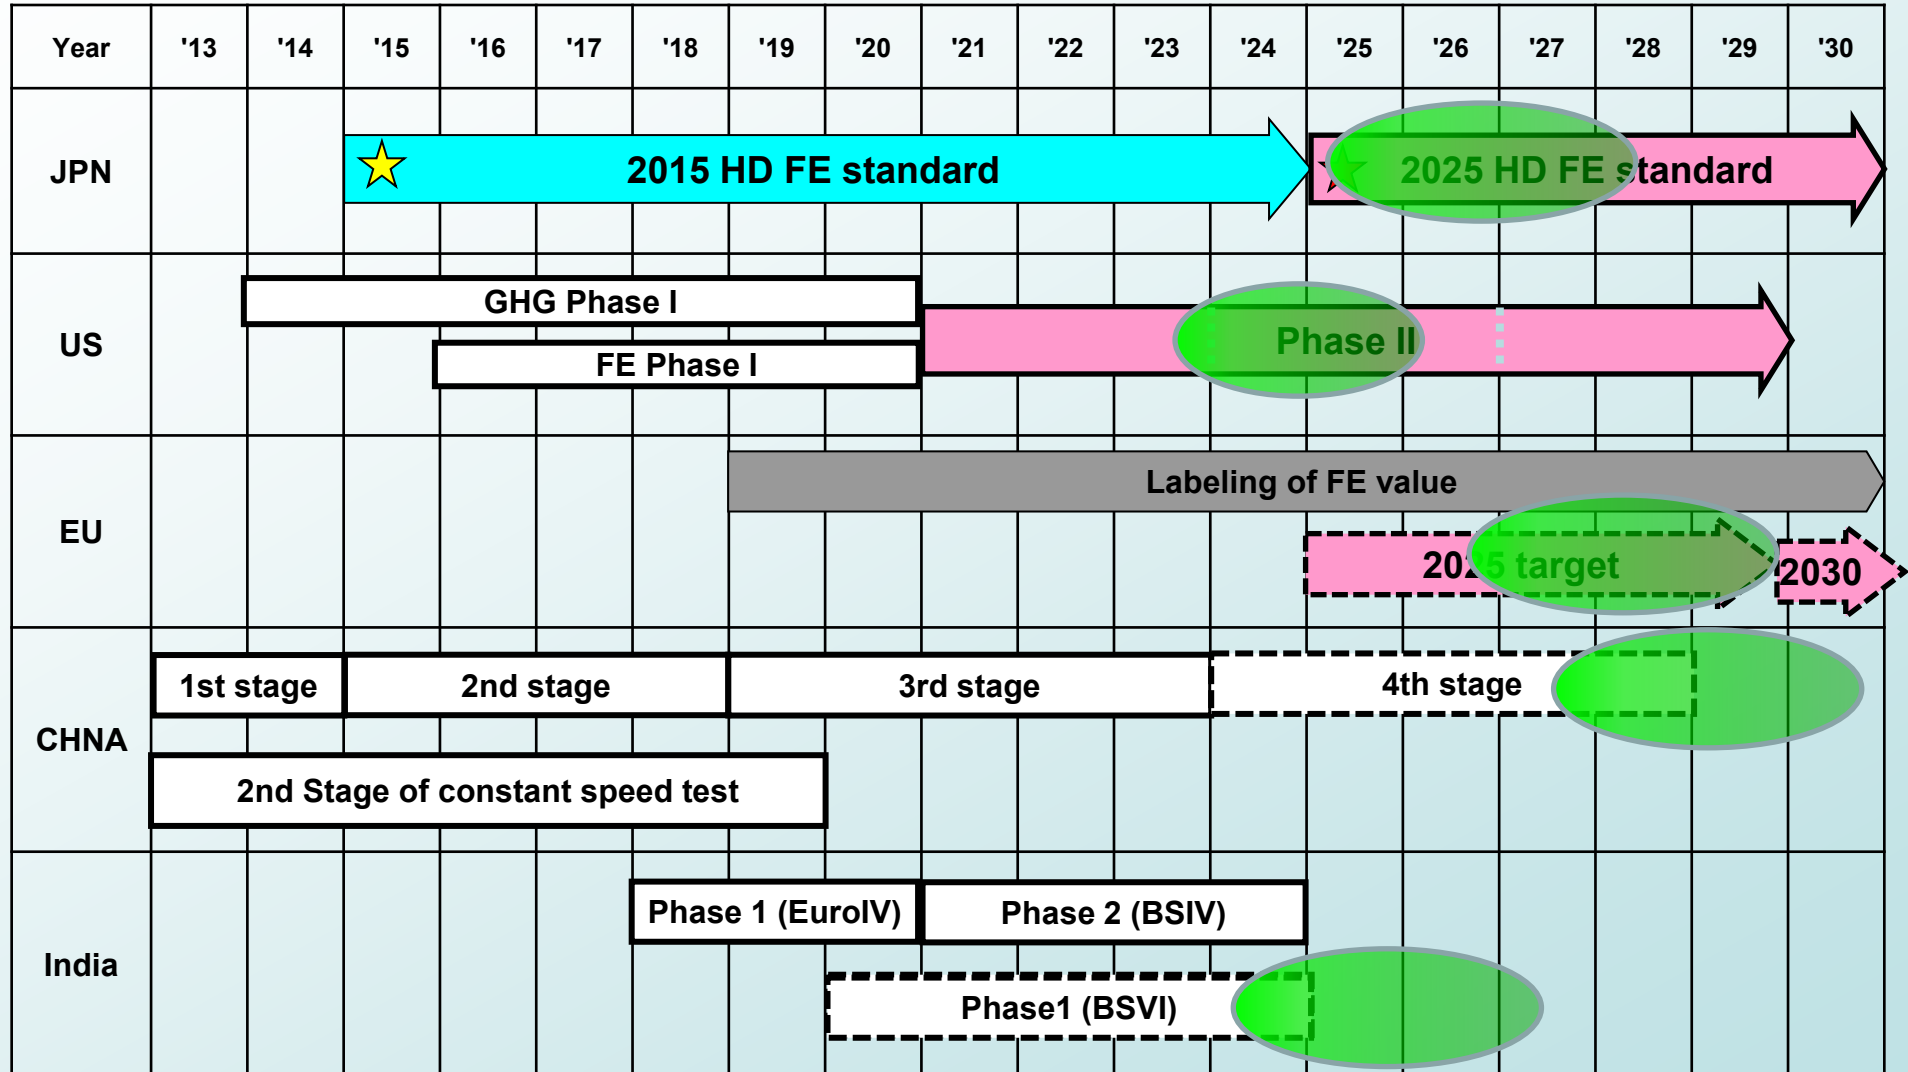 Year '13 '14 '15 '16 '17 '18 '19 '20 '21 '22 '23 '24 '25 '26 '27 '28 '29 '30
JPN
2015 HD FE standard
2025 HD FE standard
US
GHG Phase I
FE Phase I
Phase II
EU
Labeling of FE value
2025 target
2030
CHNA
1st stage
2nd stage
3rd stage
4th stage
2nd Stage of constant speed test
India
Phase 1 (EuroIV)
Phase 2 (BSIV)
Phase1 (BSVI)